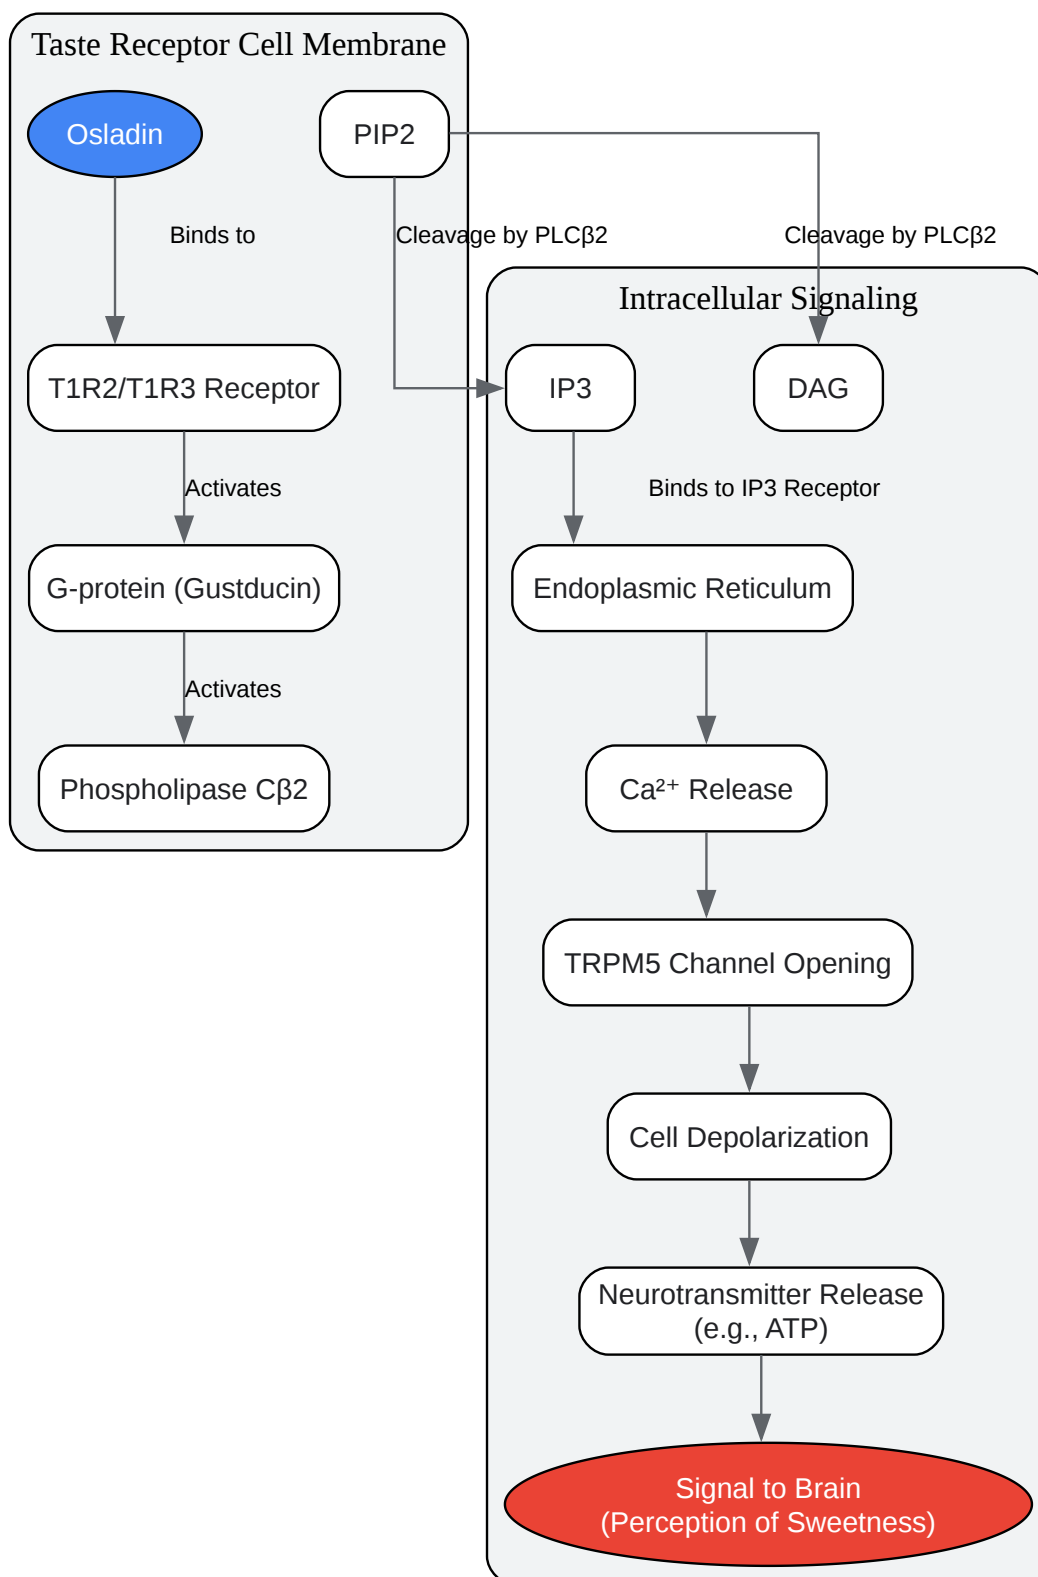 Taste Receptor Cell Membrane
Osladin
PIP2
Binds to
Cleavage by PLCβ2
Cleavage by PLCβ2
Intracellular Signaling
T1R2/T1R3 Receptor
IP3
DAG
Activates
Binds to IP3 Receptor
G-protein (Gustducin)
Endoplasmic Reticulum
Activates
Phospholipase Cβ2
Ca²⁺ Release
TRPM5 Channel Opening
Cell Depolarization
Neurotransmitter Release
(e.g., ATP)
Signal to Brain
(Perception of Sweetness)